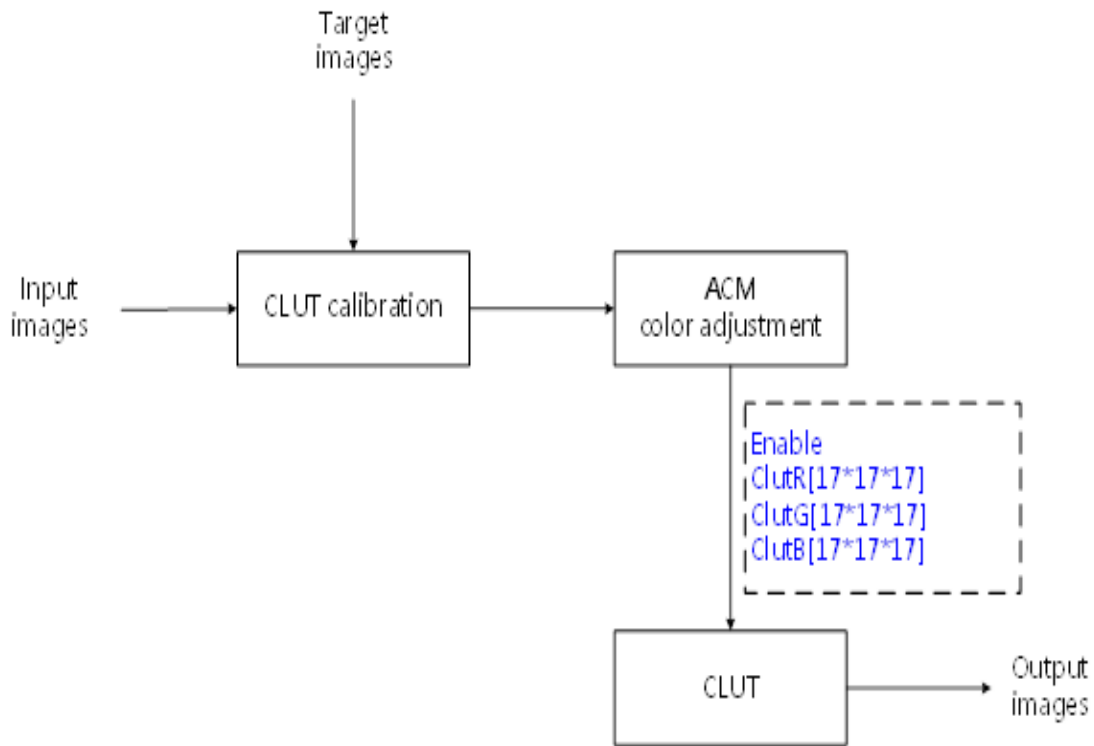 Target
images
Input
images
CLUT calibration
ACM
color adjustment
Enable
ClutR[17*17*17]
ClutG[17*17*17]
ClutB[17*17*17]
CLUT
Output
images